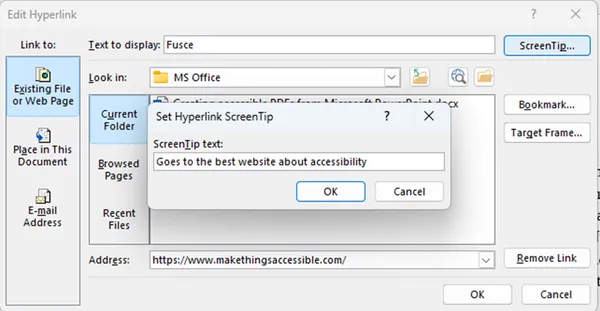 Edit Hyperlink
Link to:
Text to display: Fusce
ScreenTip...
Existing File
or Web Page
Look in: MS Office
Current
Folder
Creating accessible PDFs from Microsoft PowerPoint.docx
Bookmark...
Set Hyperlink ScreenTip
ScreenTip text:
Goes to the best website about accessibility
OK
Cancel
Target Frame...
Place in This
Document
Browsed
Pages
E-mail
Address
Recent
Files
Address: https://www.makethingsaccessible.com/
Remove Link
OK
Cancel